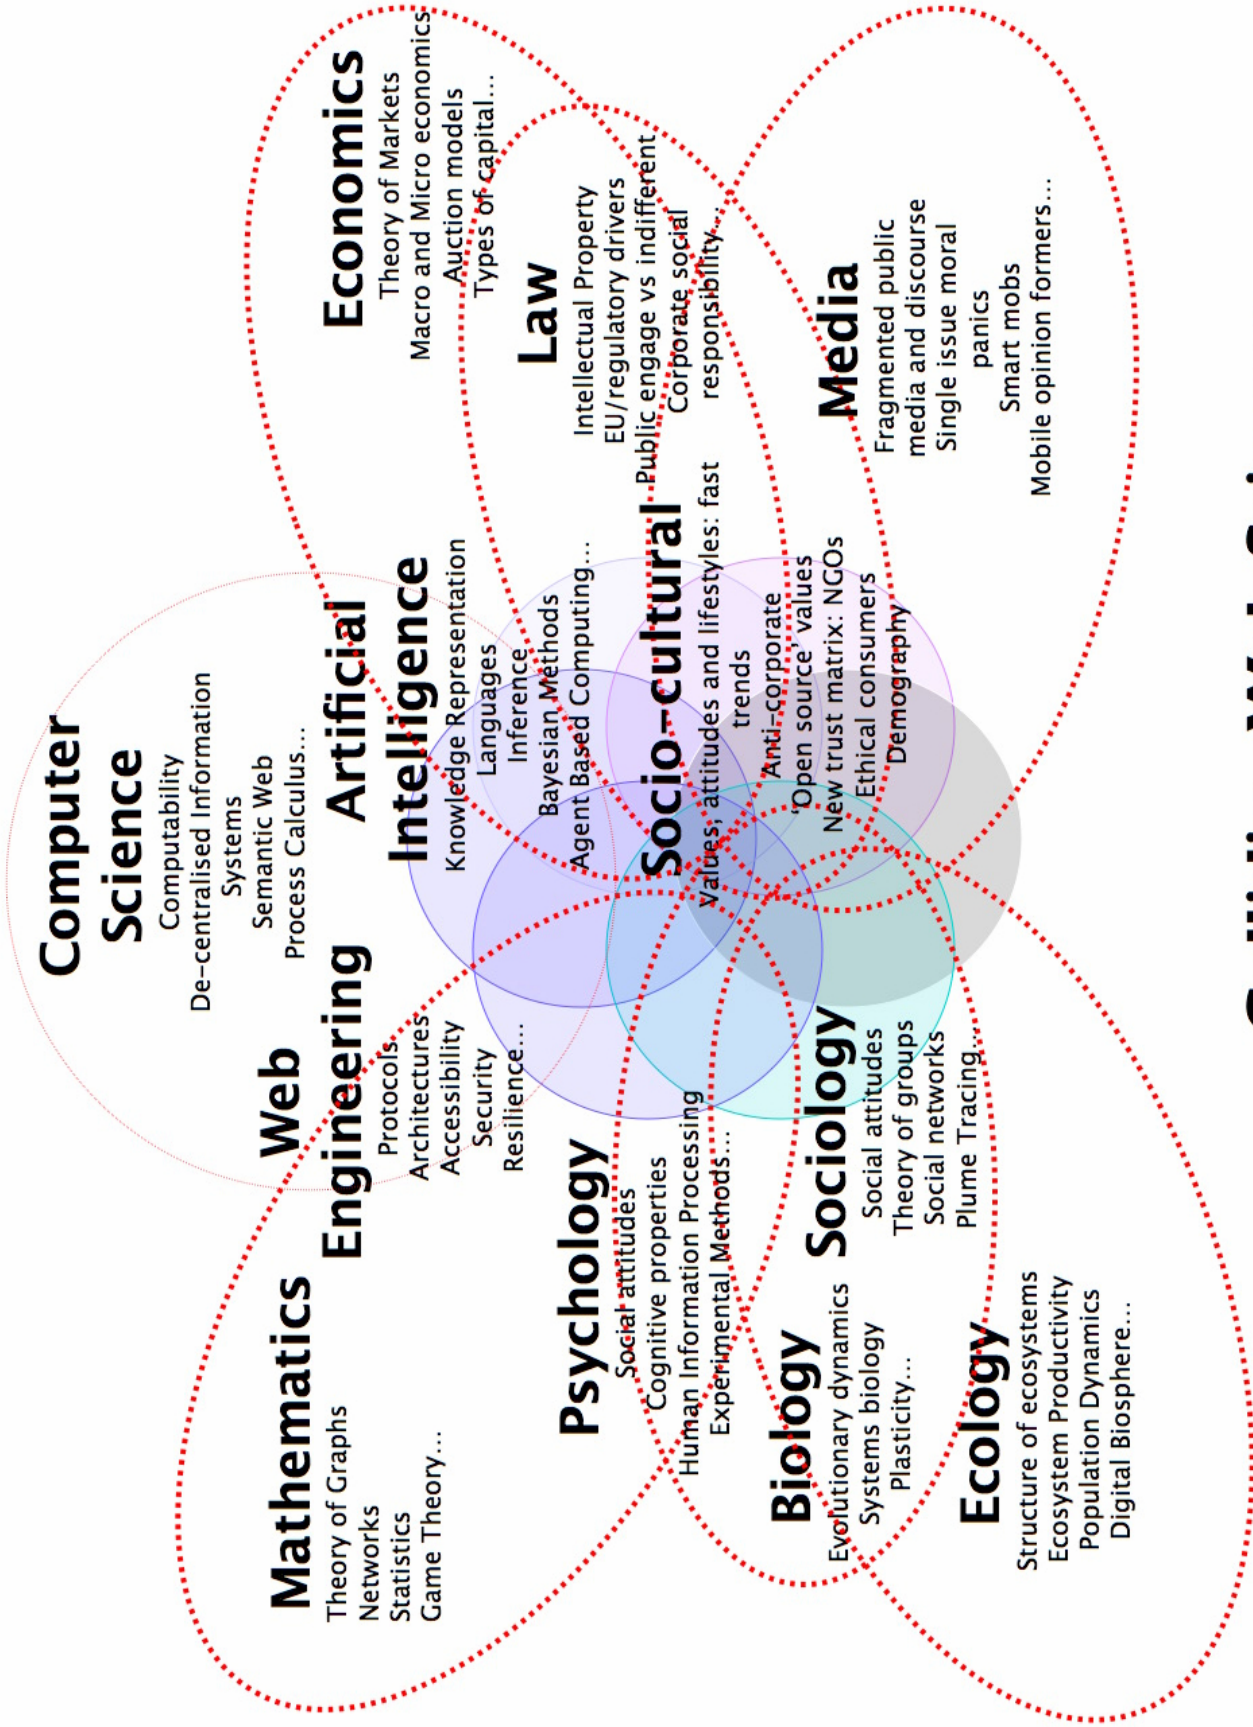 Computer
Science
Computability
De-centralised Information
Systems
Semantic Web
Process Calculus...
Economics
Theory of Markets
Macro and Micro economics
Auction models
Types of capital...
Artificial
Intelligence
Knowledge Representation
Languages
Inference
Bayesian Methods
Agent Based Computing...
Web
Engineering
Protocols
Architectures
Accessibility
Security
Resilience...
Mathematics
Theory of Graphs
Networks
Statistics
Game Theory...
Law
Intellectual Property
EU/regulatory drivers
Public engage vs indifferent
Corporate social
responsibility...
Psychology
Social attitudes
Cognitive properties
Human Information Processing
Experimental Methods...
Socio-cultural
Values, attitudes and lifestyles: fast
trends
Anti-corporate
'Open source' values
New trust matrix: NGOs
Ethical consumers
Demography
Biology
Evolutionary dynamics
Systems biology
Plasticity...
Sociology
Social attitudes
Theory of groups
Social networks
Plume Tracing...
Media
Fragmented public
media and discourse
Single issue moral
panics
Smart mobs
Mobile opinion formers...
Ecology
Structure of ecosystems
Ecosystem Productivity
Population Dynamics
Digital Biosphere...